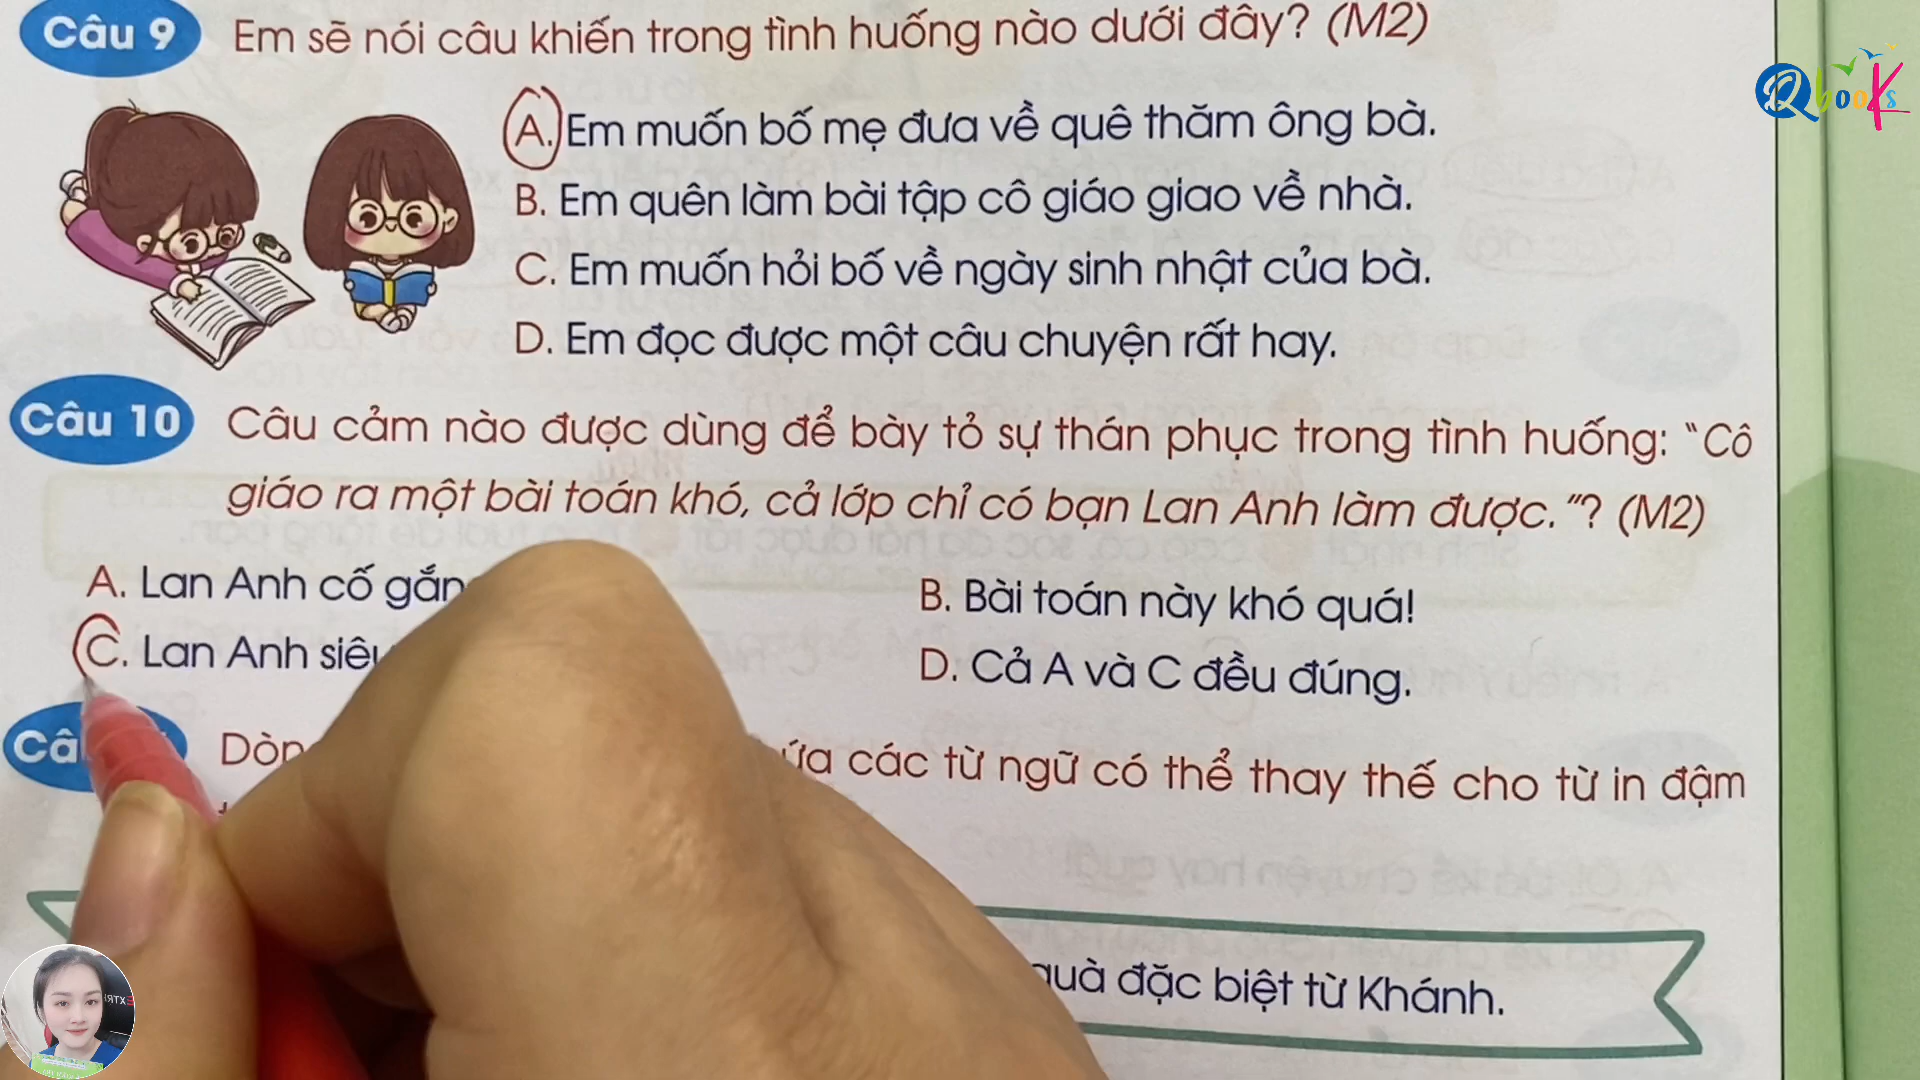 Câu 9 Em sẽ nói câu khiến trong tình huống nào dưới đây? (M2)
Qbooks
A. Em muốn bố mẹ đưa về quê thăm ông bà.
B. Em quên làm bài tập cô giáo giao về nhà.
C. Em muốn hỏi bố về ngày sinh nhật của bà.
D. Em đọc được một câu chuyện rất hay.
Câu 10 Câu cảm nào được dùng để bày tỏ sự thán phục trong tình huống: "Cô
giáo ra một bài toán khó, cả lớp chỉ có bạn Lan Anh làm được."? (M2)
A. Lan Anh cố gắn
B. Bài toán này khó quá!
C. Lan Anh siê
D. Cả A và C đều đúng.
các từ ngữ có thể thay thế cho từ in đậm
quà đặc biệt từ Khánh.